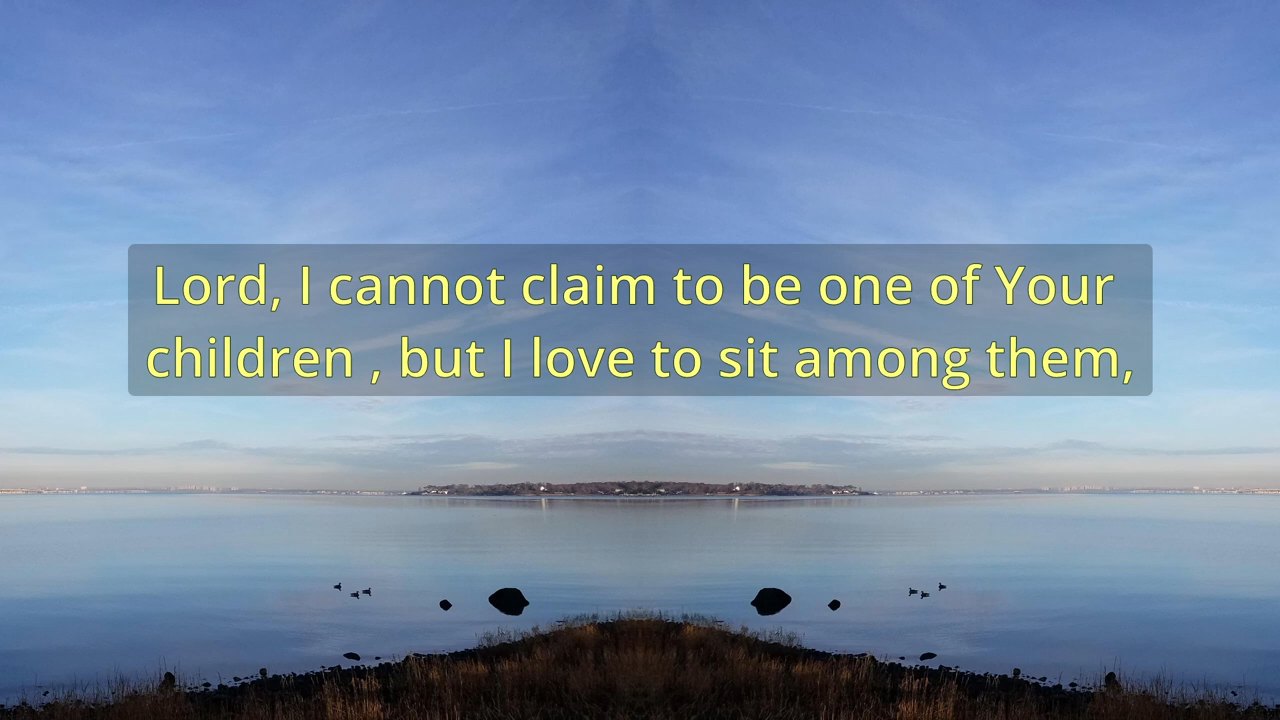 Lord, I cannot claim to be one of Your
children , but I love to sit among them,